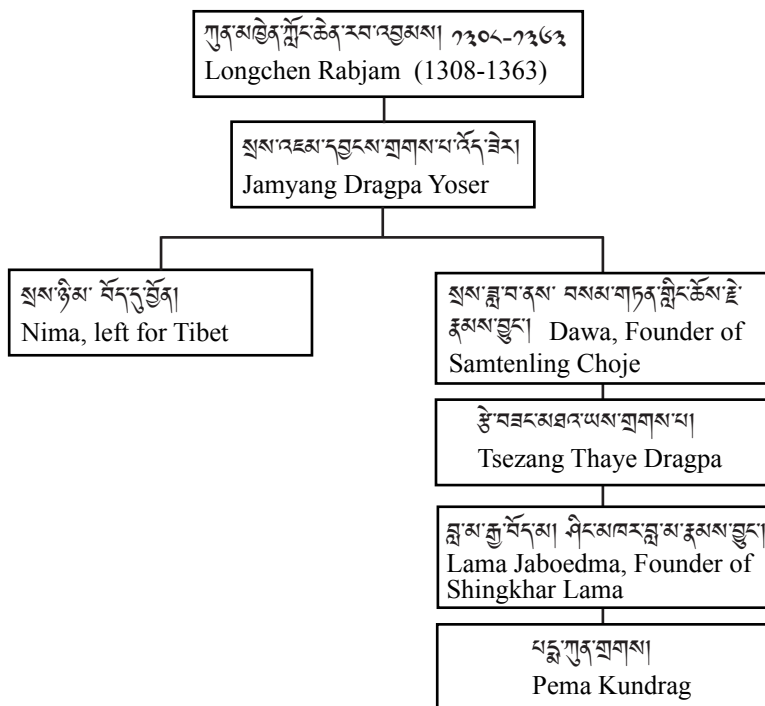 ཀུན་མཁྱེན་ཀློང་ཆེན་རབ་འབྱམས། ༡༣༠༨-༡༣༦༣
Longchen Rabjam (1308-1363)
སྲས་འཇམ་དབྱངས་གྲགས་པ་འོད་ཟེར།
Jamyang Dragpa Yoser
སྲས་ཉིམ་ བོད་དུ་བྱོན།
Nima, left for Tibet
སྲས་ཟླ་བ་ནས་ བསམ་གཏན་གླིང་ཆོས་རྗེ་
རྣམས་བྱུང་། Dawa, Founder of
Samtenling Choje
རྩེ་བཟང་མཐའ་ཡས་གྲགས་པ།
Tsezang Thaye Dragpa
བླ་མ་རྒྱ་བོད་མ། ཤིང་མཁར་བླ་མ་རྣམས་བྱུང་།
Lama Jaboedma, Founder of
Shingkhar Lama
པདྨ་ཀུན་གྲགས།
Pema Kundrag